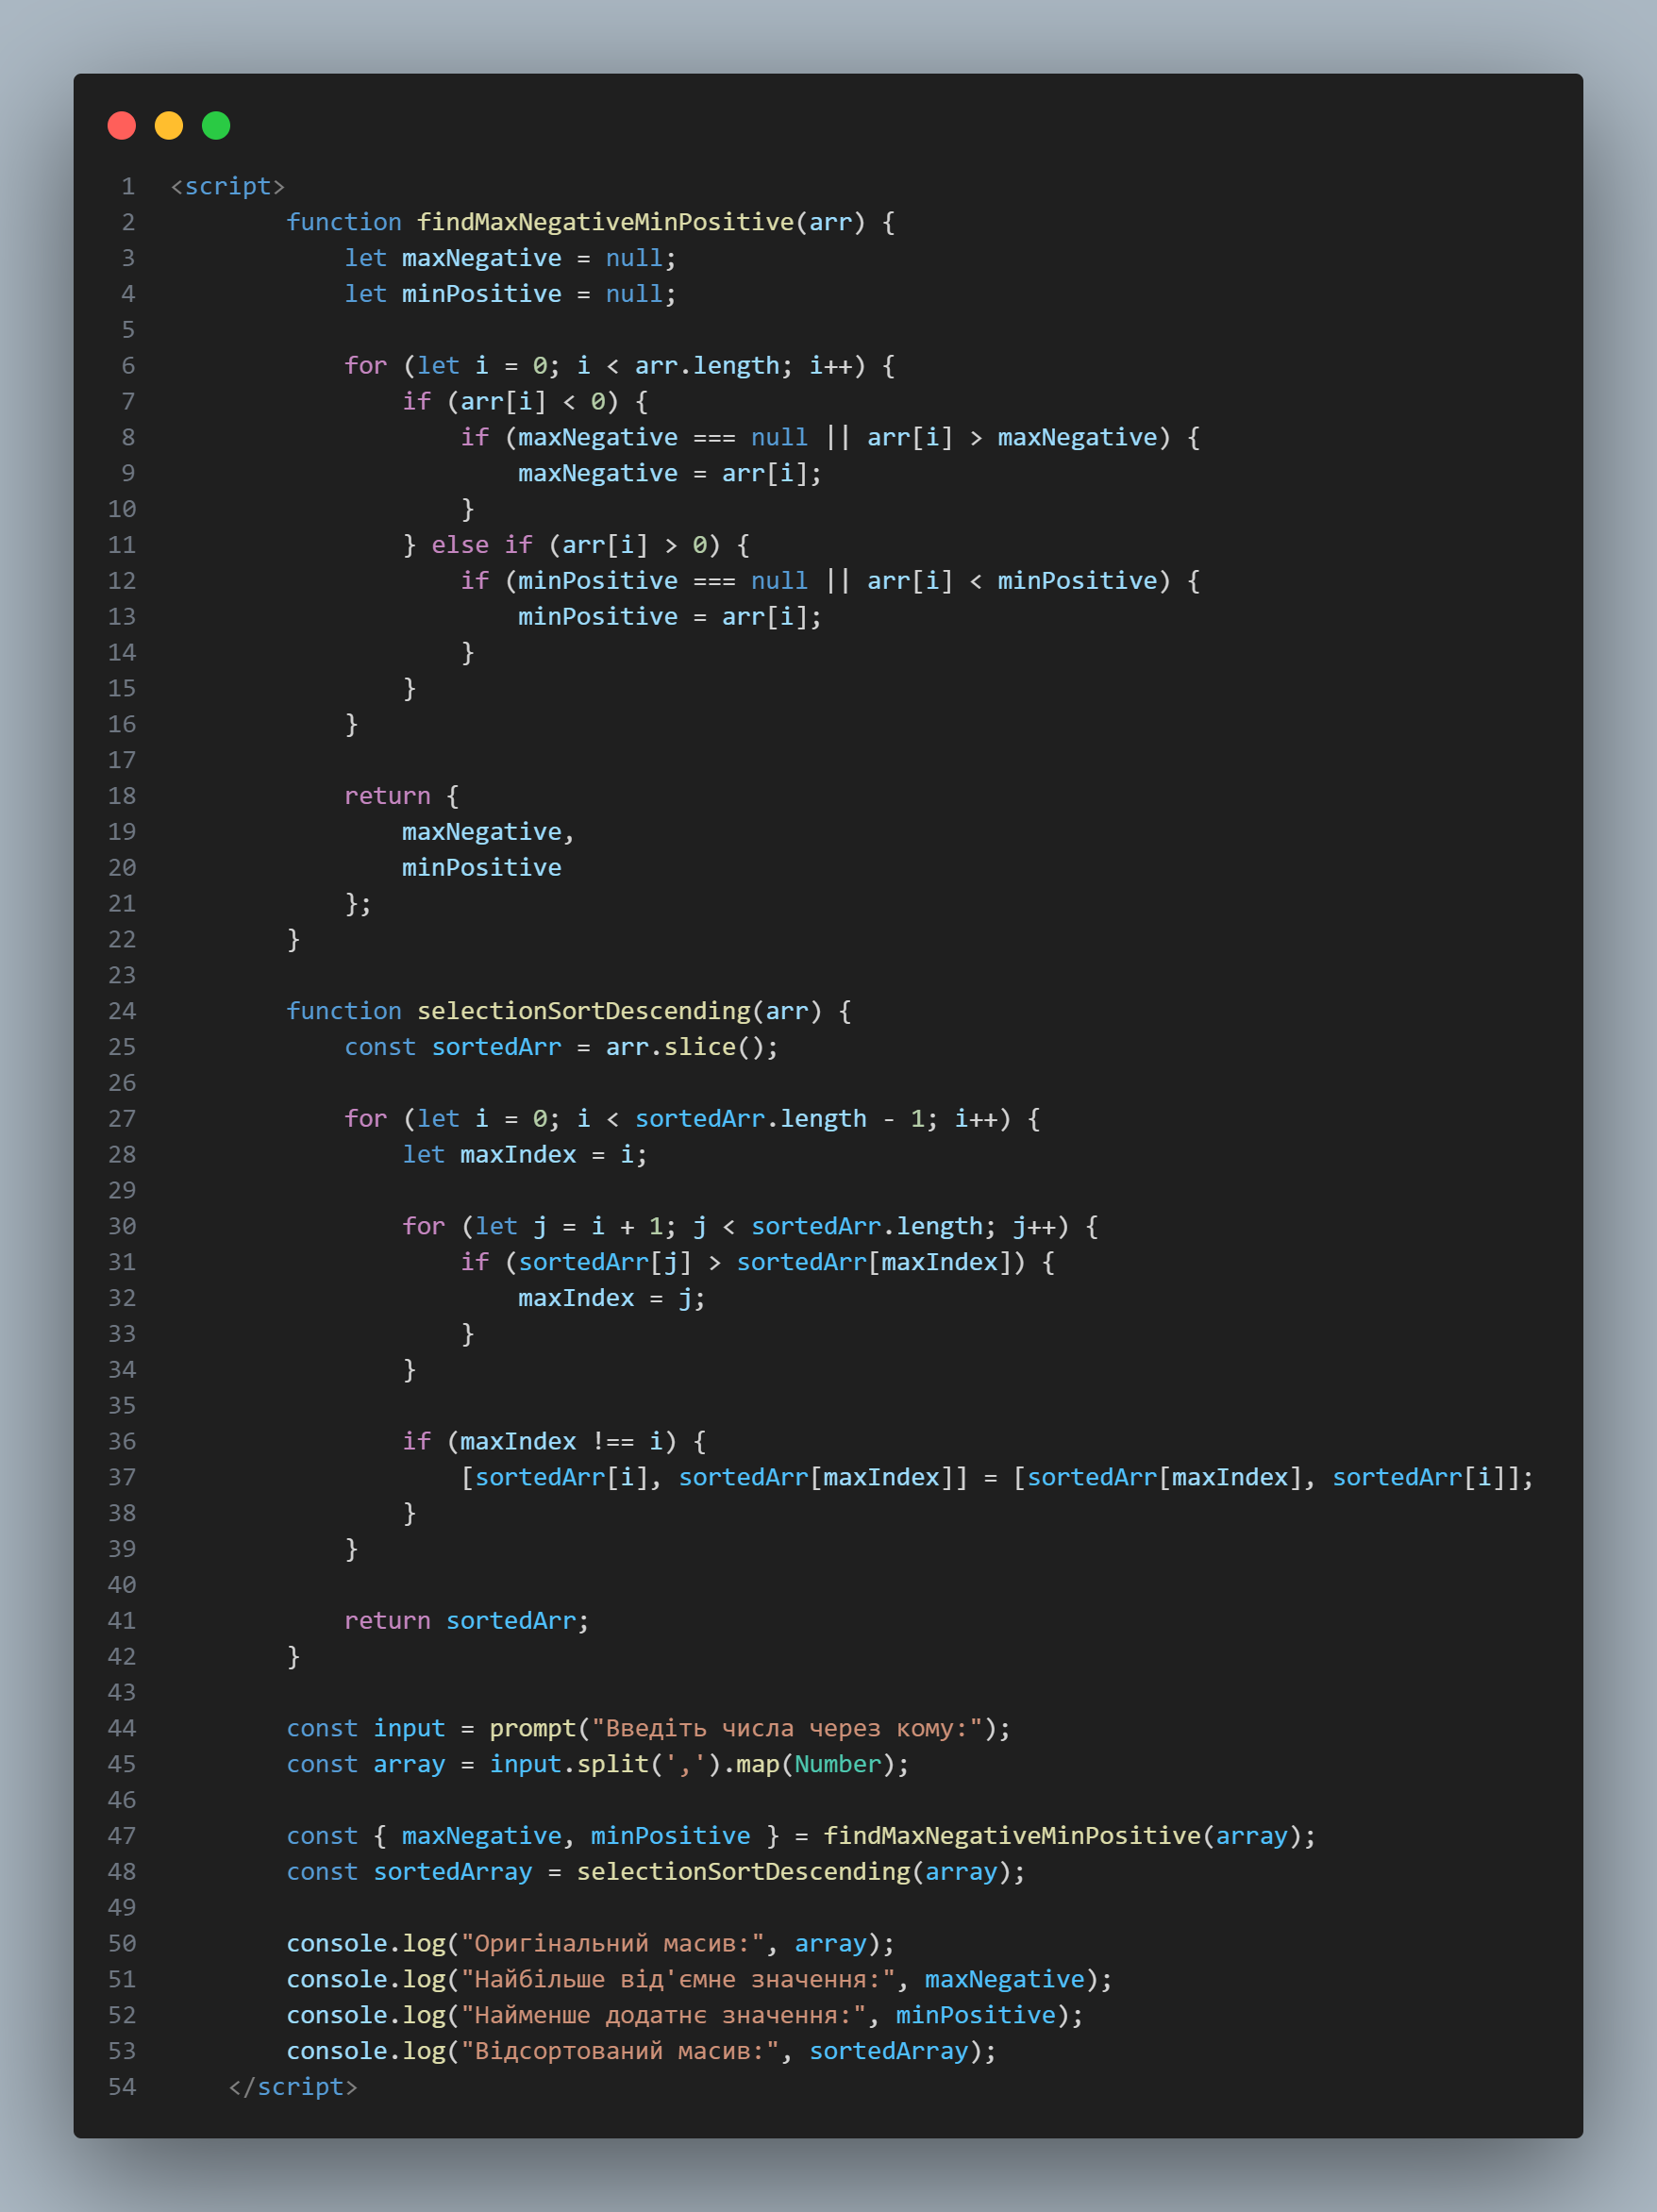 1 <script>
2 function findMaxNegativeMinPositive(arr) {
3 let maxNegative = null;
4 let minPositive = null;
5
6 for (let i = 0; i < arr.length; i++) {
7 if (arr[i] < 0) {
8 if (maxNegative === null || arr[i] > maxNegative) {
9 maxNegative = arr[i];
10 }
11 } else if (arr[i] > 0) {
12 if (minPositive === null || arr[i] < minPositive) {
13 minPositive = arr[i];
14 }
15 }
16 }
17
18 return {
19 maxNegative,
20 minPositive
21 };
22 }
23
24 function selectionSortDescending(arr) {
25 const sortedArr = arr.slice();
26
27 for (let i = 0; i < sortedArr.length - 1; i++) {
28 let maxIndex = i;
29
30 for (let j = i + 1; j < sortedArr.length; j++) {
31 if (sortedArr[j] > sortedArr[maxIndex]) {
32 maxIndex = j;
33 }
34 }
35
36 if (maxIndex !== i) {
37 [sortedArr[i], sortedArr[maxIndex]] = [sortedArr[maxIndex], sortedArr[i]];
38 }
39 }
40
41 return sortedArr;
42 }
43
44 const input = prompt("Введіть числа через кому:");
45 const array = input.split(',').map(Number);
46
47 const { maxNegative, minPositive } = findMaxNegativeMinPositive(array);
48 const sortedArray = selectionSortDescending(array);
49
50 console.log("Оригінальний масив:", array);
51 console.log("Найбільше від'ємне значення:", maxNegative);
52 console.log("Найменше додатнє значення:", minPositive);
53 console.log("Відсортований масив:", sortedArray);
54 </script>